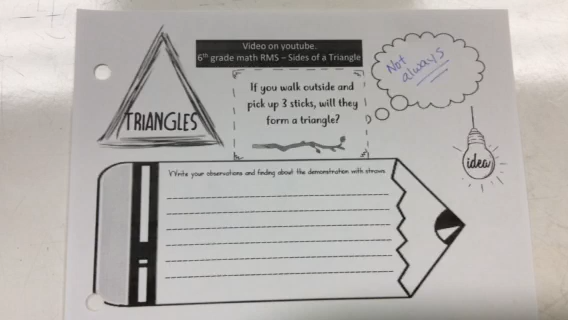 Video on youtube.
6th grade math RMS – Sides of a Triangle
TRIANGLES
If you walk outside and
pick up 3 sticks, will they
form a triangle?
Not
always
idea
Write your observations and finding about the demonstration with straws